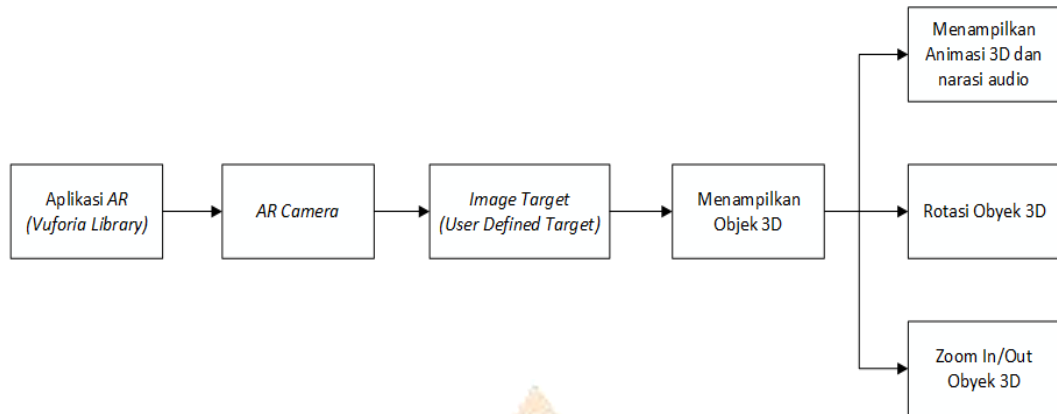 Menampilkan
Animasi 3D dan
narasi audio
Aplikasi AR
(Vuforia Library)
AR Camera
Image Target
(User Defined Target)
Menampilkan
Objek 3D
Rotasi Obyek 3D
Zoom In/Out
Obyek 3D